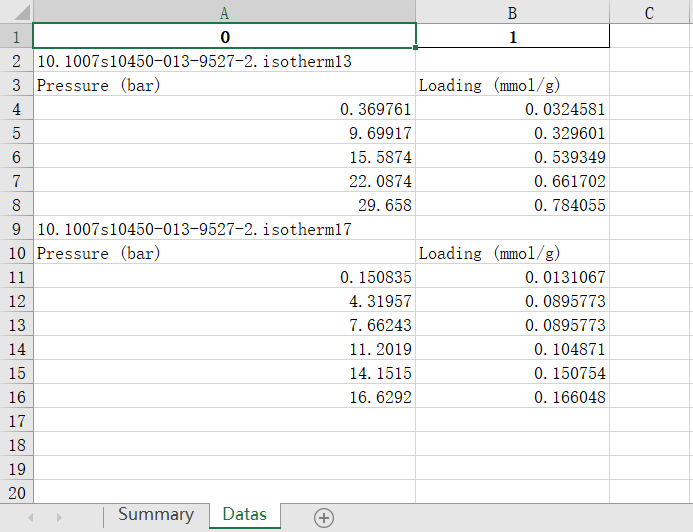 A B C
1 0 1
2 10.1007s10450-013-9527-2.isotherm13
3 Pressure (bar) Loading (mmol/g)
4 0.369761 0.0324581
5 9.69917 0.329601
6 15.5874 0.539349
7 22.0874 0.661702
8 29.658 0.784055
9 10.1007s10450-013-9527-2.isotherm17
10 Pressure (bar) Loading (mmol/g)
11 0.150835 0.0131067
12 4.31957 0.0895773
13 7.66243 0.0895773
14 11.2019 0.104871
15 14.1515 0.150754
16 16.6292 0.166048
17
18
19
20
Summary Datas